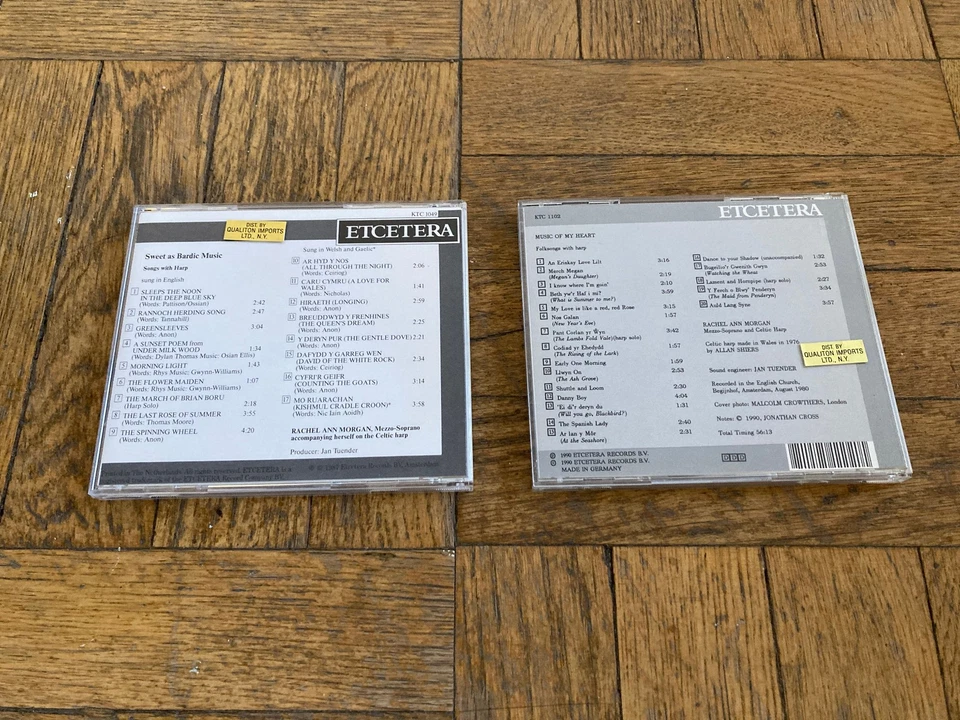 KTC 1049
ETCETERA
DIST. BY
QUALITON IMPORTS
LTD., N.Y.
Sweet as Bardic Music
Songs with Harp
sung in English
1 SLEEPS THE NOON
IN THE DEEP BLUE SKY 2:42
(Words: Pattison/Ossian)
2 RANNOCH HERDING SONG 2:47
(Words: Tannahill)
3 GREENSLEEVES 3:04
(Words: Anon)
4 A SUNSET POEM from
UNDER MILK WOOD 1:34
(Words: Dylan Thomas Music: Osian Ellis)
5 MORNING LIGHT 1:43
(Words: Rhys Music: Gwynn-Williams)
6 THE FLOWER MAIDEN 1:07
(Words: Rhys Music: Gwynn-Williams)
7 THE MARCH OF BRIAN BORU
(Harp Solo) 2:18
8 THE LAST ROSE OF SUMMER 3:55
(Words: Thomas Moore)
9 THE SPINNING WHEEL 4:20
(Words: Anon)
Sung in Welsh and Gaelic*
10 AR HYD Y NOS
(ALL THROUGH THE NIGHT) 2:06
(Words: Ceiriog)
11 CARU CYMRU (A LOVE FOR
WALES) 1:41
(Words: Nicholas)
12 HIRAETH (LONGING) 2:59
(Words: Anon)
13 BREUDDWYD Y FRENHINES
(THE QUEEN'S DREAM) 2:25
(Words: Anon)
14 Y DERYN PUR (THE GENTLE DOVE) 2:21
(Words: Anon)
15 DAFYDD Y GARREG WEN
(DAVID OF THE WHITE ROCK) 2:34
(Words: Ceiriog)
16 CYFRI'R GEIFR
(COUNTING THE GOATS) 3:14
(Words: Anon)
17 MO RUARACHAN
(KISHMUL CRADLE CROON)* 3:58
(Words: Nic Iain Aoidh)
RACHEL ANN MORGAN, Mezzo-Soprano
accompanying herself on the Celtic harp
Producer: Jan Tuender
KTC 1102
ETCETERA
MUSIC OF MY HEART
Folksongs with harp
1 An Eriskay Love Lilt 3:16
2 Merch Megan
(Megan's Daughter) 2:19
3 I know where I'm goin' 2:10
4 Beth yw'r Haf i mi? 3:59
(What is Summer to me?)
5 My Love is like a red, red Rose 3:15
6 Nos Galan 1:57
(New Year's Eve)
7 Pant Corlan yr Wyn 3:42
(The Lambs Fold Vale)(harp solo)
8 Codiad yr Ehedydd 1:57
(The Rising of the Lark)
9 Early One Morning 1:59
10 Llwyn On 2:53
(The Ash Grove)
11 Shuttle and Loom 2:30
12 Danny Boy 4:04
13 'Ei di'r deryn du 1:31
(Will you go, Blackbird?)
14 The Spanish Lady 2:40
15 Ar lan y Môr 2:31
(At the Seashore)
℗ 1990 ETCETERA RECORDS B.V.
© 1990 ETCETERA RECORDS B.V.
MADE IN GERMANY
16 Dance to your Shadow (unaccompanied) 1:32
17 Bugeilio'r Gwenith Gwyn 2:53
(Watching the Wheat)
18 Lament and Hornpipe (harp solo) 2:27
19 Y Ferch o Blwy' Penderyn 3:34
(The Maid from Penderyn)
20 Auld Lang Syne 3:57
RACHEL ANN MORGAN
Mezzo-Soprano and Celtic Harp
Celtic harp made in Wales in 1976
by ALLAN SHIERS
DIST. BY
QUALITON IMPORTS
LTD., N.Y.
Sound engineer: JAN TUENDER
Recorded in the English Church,
Begijnhof, Amsterdam, August 1980
Cover photo: MALCOLM CROWTHERS, London
Notes: © 1990, JONATHAN CROSS
Total Timing 56:13
DDD